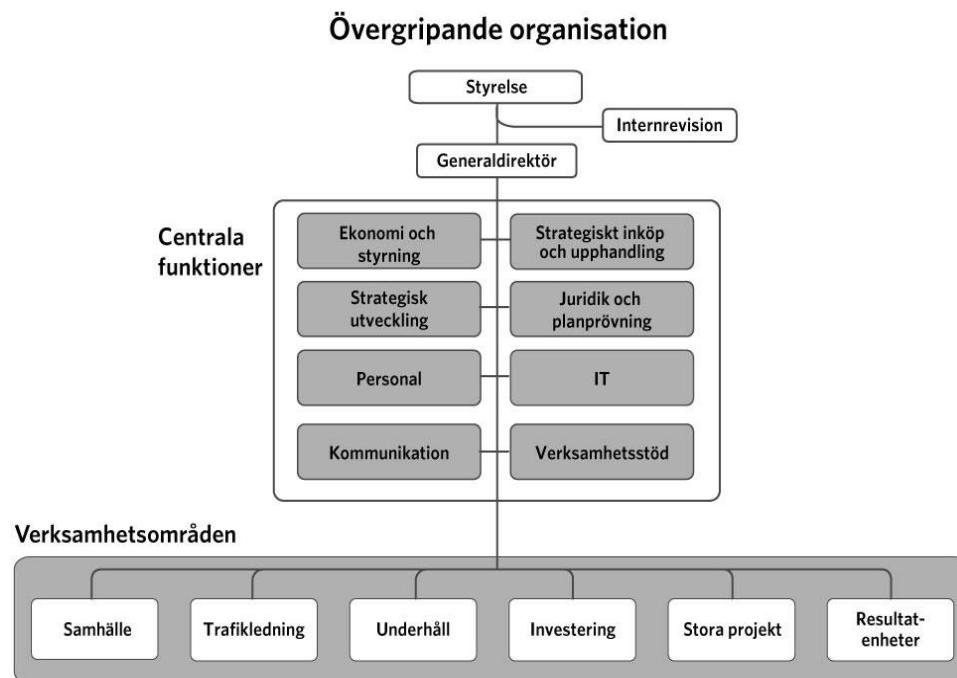 Övergripande organisation
Styrelse
Internrevision
Generaldirektör
Centrala
funktioner
Ekonomi och
styrning
Strategiskt inköp
och upphandling
Strategisk
utveckling
Juridik och
planprövning
Personal
IT
Kommunikation
Verksamhetsstöd
Verksamhetsområden
Samhälle
Trafikledning
Underhåll
Investering
Stora projekt
Resultat-
enheter